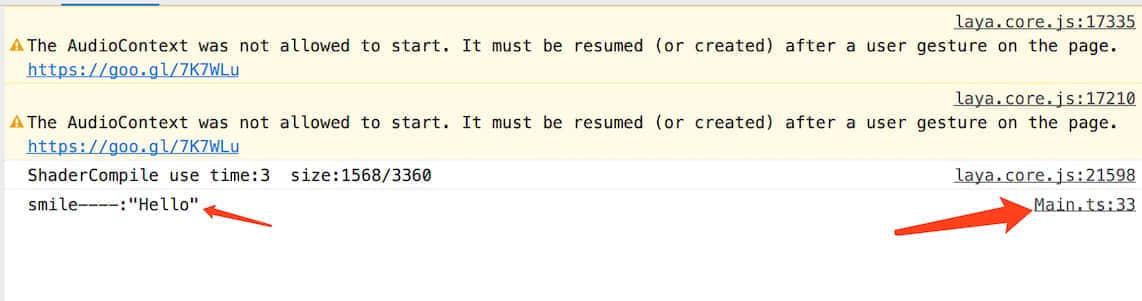 laya.core.js:17335
The AudioContext was not allowed to start. It must be resumed (or created) after a user gesture on the page.
https://goo.gl/7K7WLu
laya.core.js:17210
The AudioContext was not allowed to start. It must be resumed (or created) after a user gesture on the page.
https://goo.gl/7K7WLu
ShaderCompile use time:3  size:1568/3360 laya.core.js:21598
smile----:"Hello" Main.ts:33